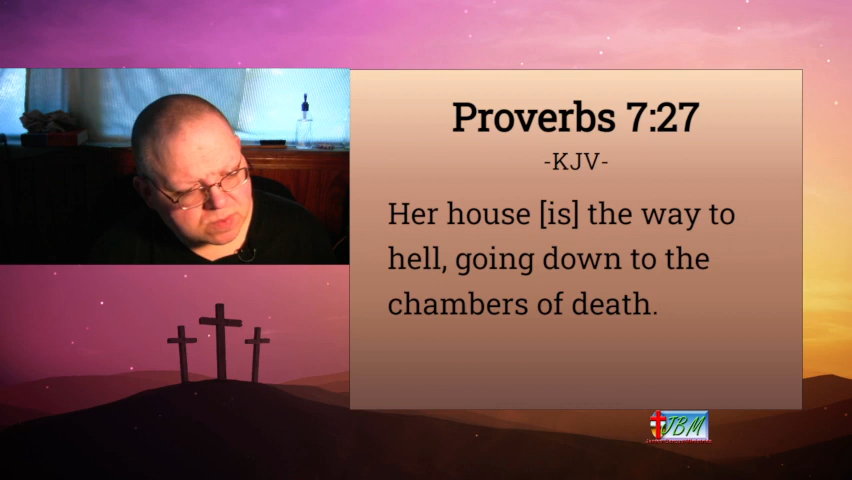 Proverbs 7:27
-KJV-
Her house [is] the way to
hell, going down to the
chambers of death.
JBM